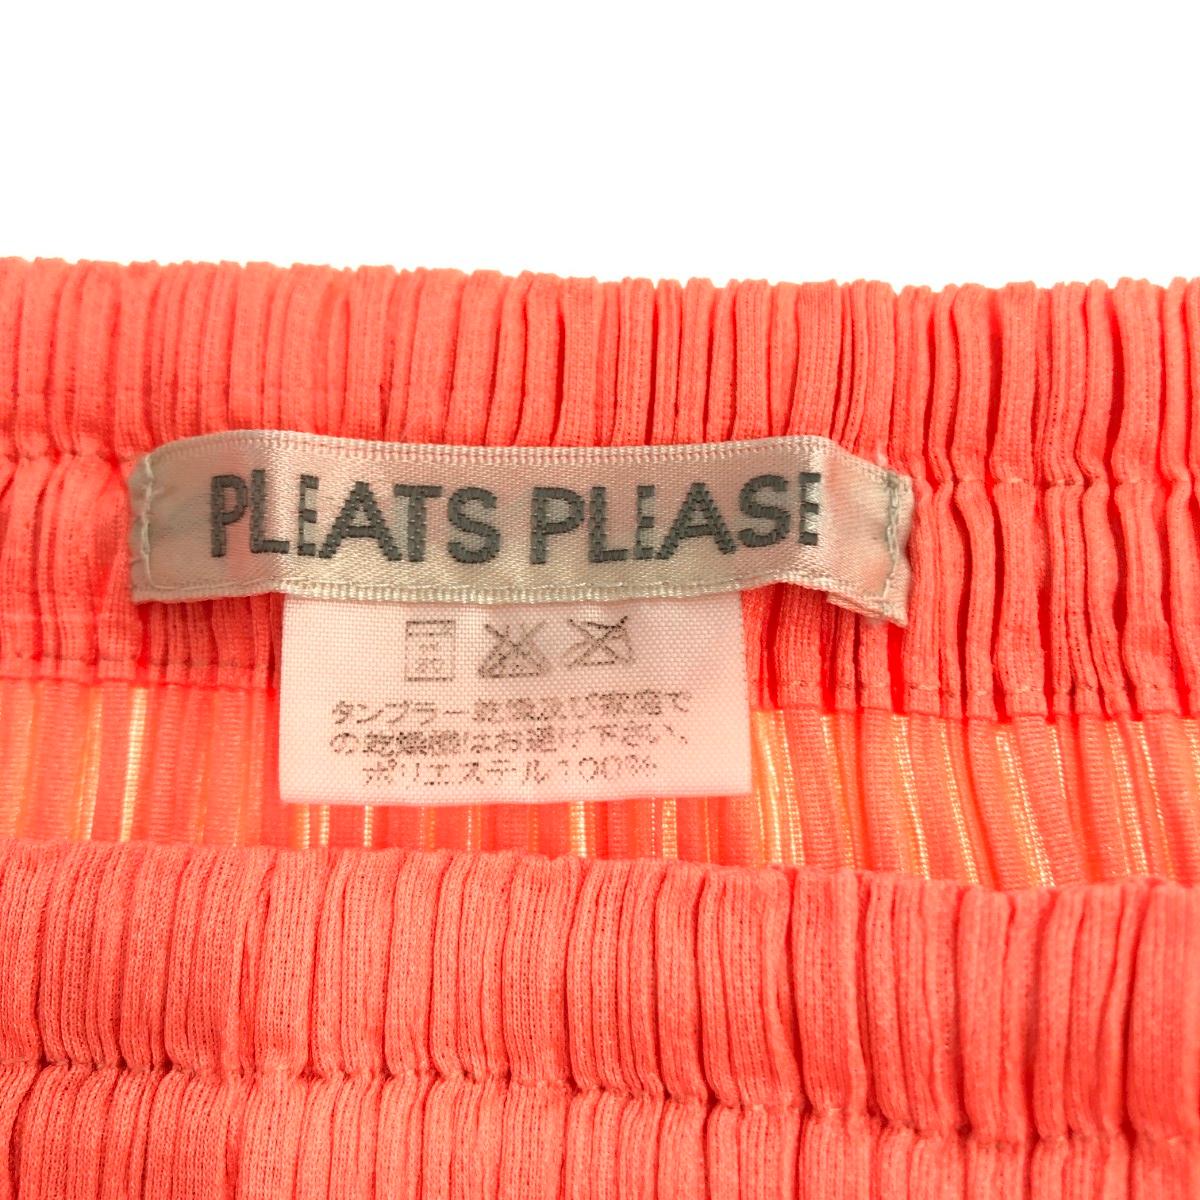 PLEATS PLEASE
タンブラー乾燥及び家庭で
の乾燥機はお避け下さい、
ポリエステル100%